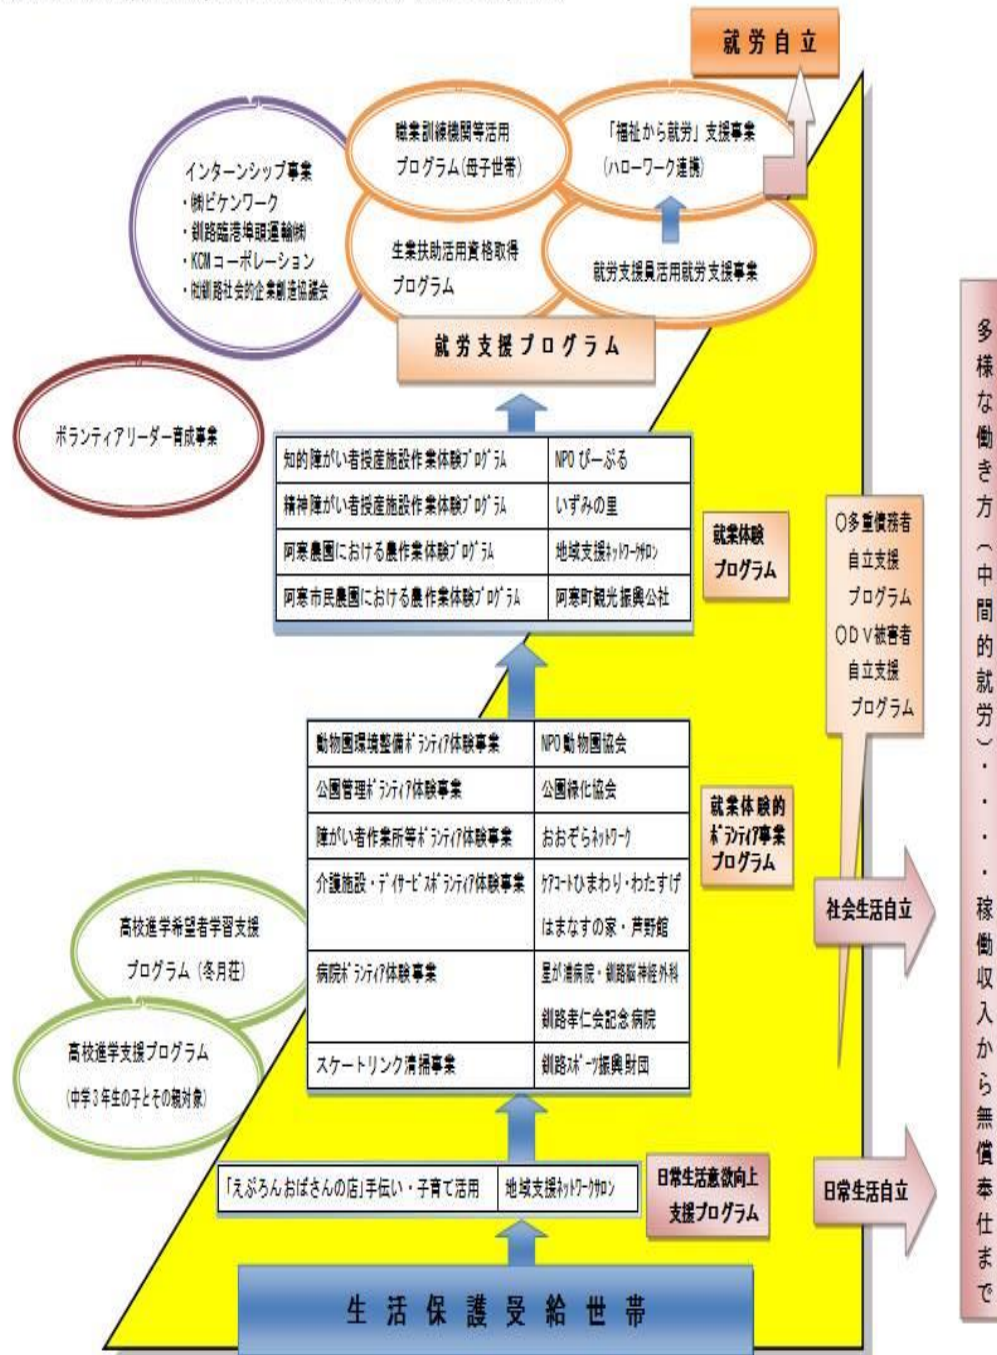 就労自立
職業訓練機関等活用
プログラム(母子世帯)
「福祉から就労」支援事業
(ハローワーク連携)
インターンシップ事業
・㈱ビケンワーク
・釧路臨港埠頭運輸㈱
・KCMコーポレーション
・㈳釧路社会的企業創造協議会
生業扶助活用資格取得
プログラム
就労支援員活用就労支援事業
就労支援プログラム
ボランティアリーダー育成事業
知的障がい者授産施設作業体験プログラム NPOぴーぷる
精神障がい者授産施設作業体験プログラム いずみの里
阿寒農園における農作業体験プログラム 地域支援ネットワークサロン
阿寒市民農園における農作業体験プログラム 阿寒町観光振興公社
就業体験
プログラム
〇多重債務者
自立支援
プログラム
〇DV被害者
自立支援
プログラム
動物園環境整備ボランティア体験事業 NPO動物園協会
公園管理ボランティア体験事業 公園緑化協会
障がい者作業所等ボランティア体験事業 おおぞらネットワーク
介護施設・デイサービスボランティア体験事業 ケアコートひまわり・わたすげ
はまなすの家・芦野館
病院ボランティア体験事業 星が浦病院・釧路脳神経外科
釧路孝仁会記念病院
スケートリンク清掃事業 釧路スポーツ振興財団
就業体験的
ボランティア事業
プログラム
高校進学希望者学習支援
プログラム(冬月荘)
高校進学支援プログラム
(中学3年生の子とその親対象)
社会生活自立
「えぷろんおばさんの店」手伝い・子育て活用 地域支援ネットワークサロン
日常生活意欲向上
支援プログラム
日常生活自立
生活保護受給世帯
多様な働き方(中間的就労)・・・・稼働収入から無償奉仕まで